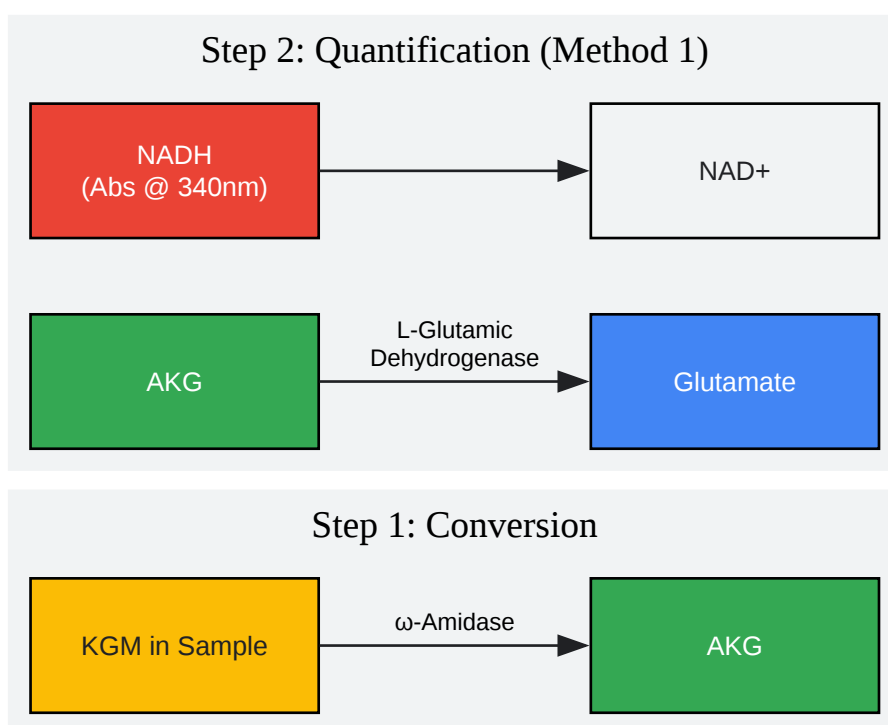 Step 2: Quantification (Method 1)
NADH
(Abs @ 340nm)
NAD+
AKG
L-Glutamic
Dehydrogenase
Glutamate
Step 1: Conversion
KGM in Sample
ω-Amidase
AKG